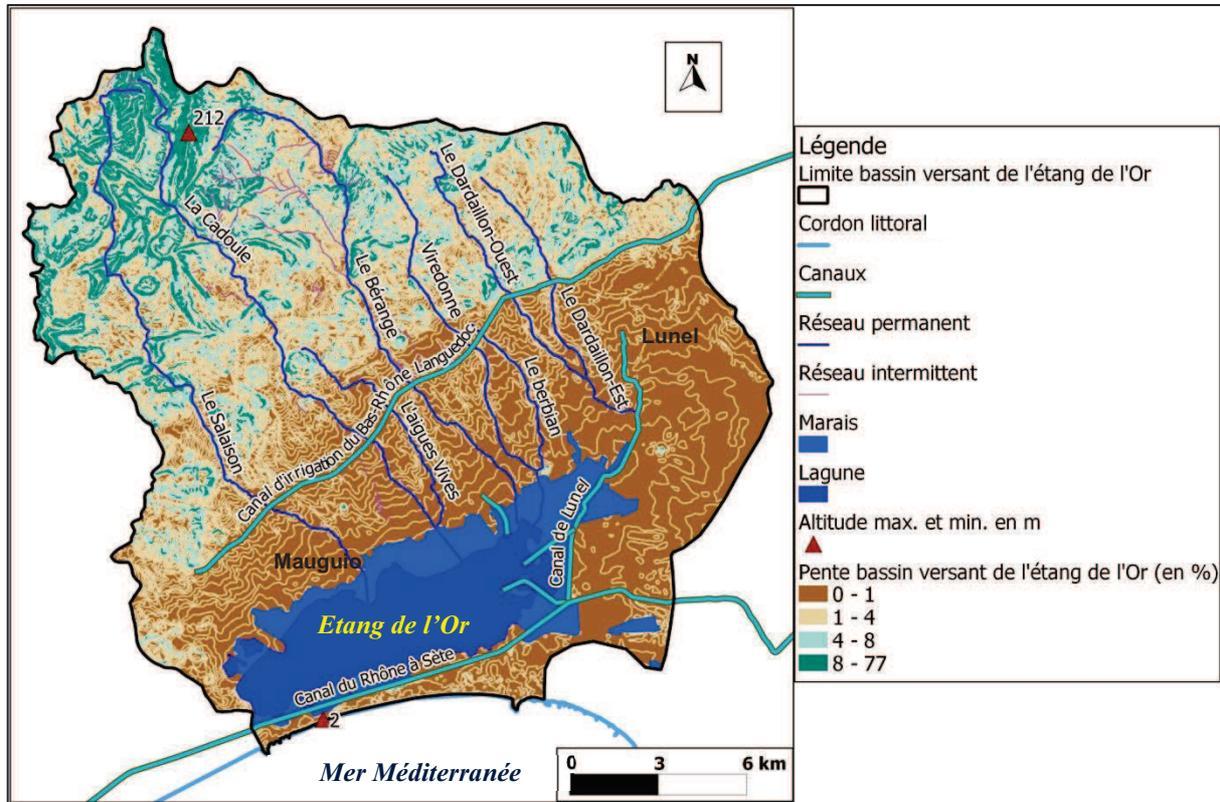 N
212
La Cadoule
Le Bérange
Viredonne
Le Dardaillon-Ouest
Le Dardaillon-Est
Lunel
Le berbian
L'aigues Vives
Le Salaison
Canal d'irrigation du Bas-Rhône Languedoc
Mauguio
Canal de Lunel
Etang de l'Or
Canal du Rhône à Sète
2
Mer Méditerranée
0 3 6 km
Légende
Limite bassin versant de l'étang de l'Or
Cordon littoral
Canaux
Réseau permanent
Réseau intermittent
Marais
Lagune
Altitude max. et min. en m
Pente bassin versant de l'étang de l'Or (en %)
0 - 1
1 - 4
4 - 8
8 - 77